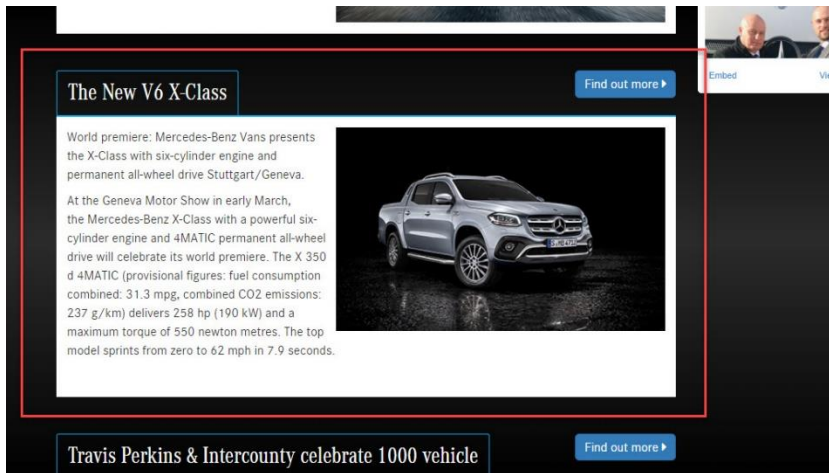 Embed
The New V6 X-Class
Find out more
World premiere: Mercedes-Benz Vans presents
the X-Class with six-cylinder engine and
permanent all-wheel drive Stuttgart/Geneva.
At the Geneva Motor Show in early March,
the Mercedes-Benz X-Class with a powerful six-
cylinder engine and 4MATIC permanent all-wheel
drive will celebrate its world premiere. The X 350
d 4MATIC (provisional figures: fuel consumption
combined: 31.3 mpg, combined CO2 emissions:
237 g/km) delivers 258 hp (190 kW) and a
maximum torque of 550 newton metres. The top
model sprints from zero to 62 mph in 7.9 seconds.
Travis Perkins & Intercounty celebrate 1000 vehicle
Find out more